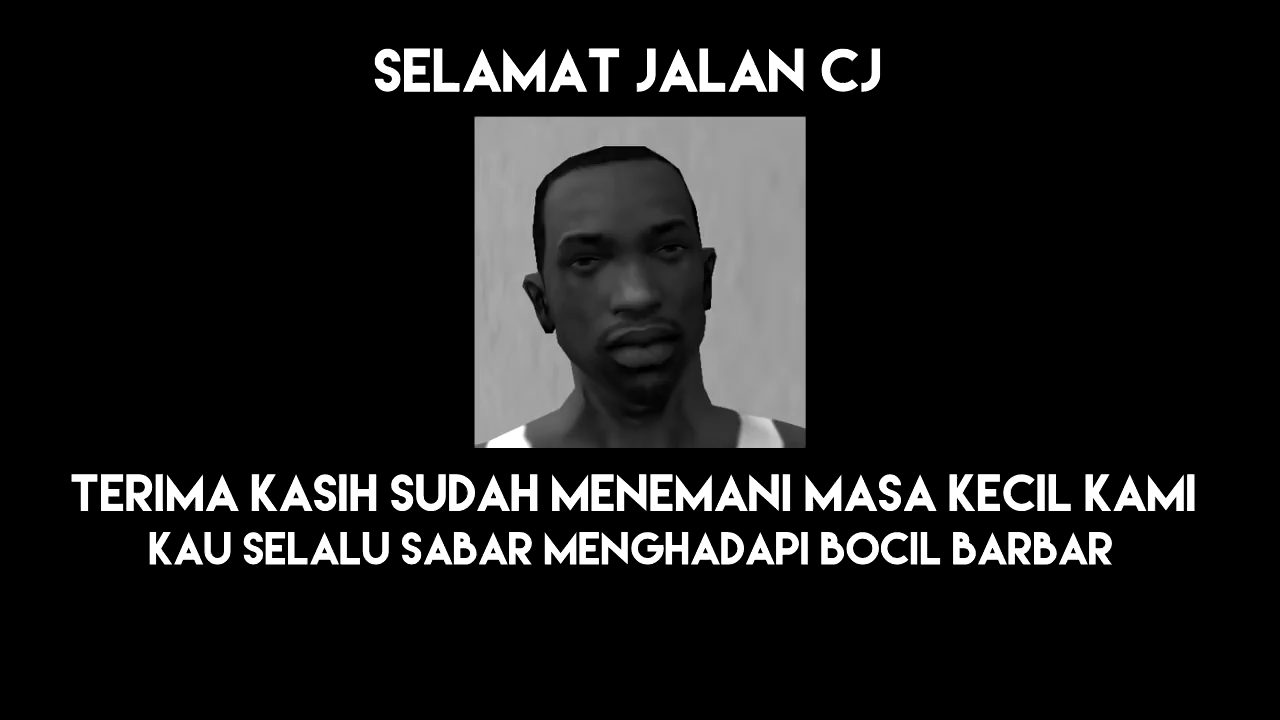 SELAMAT JALAN CJ
TERIMA KASIH SUDAH MENEMANI MASA KECIL KAMI
KAU SELALU SABAR MENGHADAPI BOCIL BARBAR